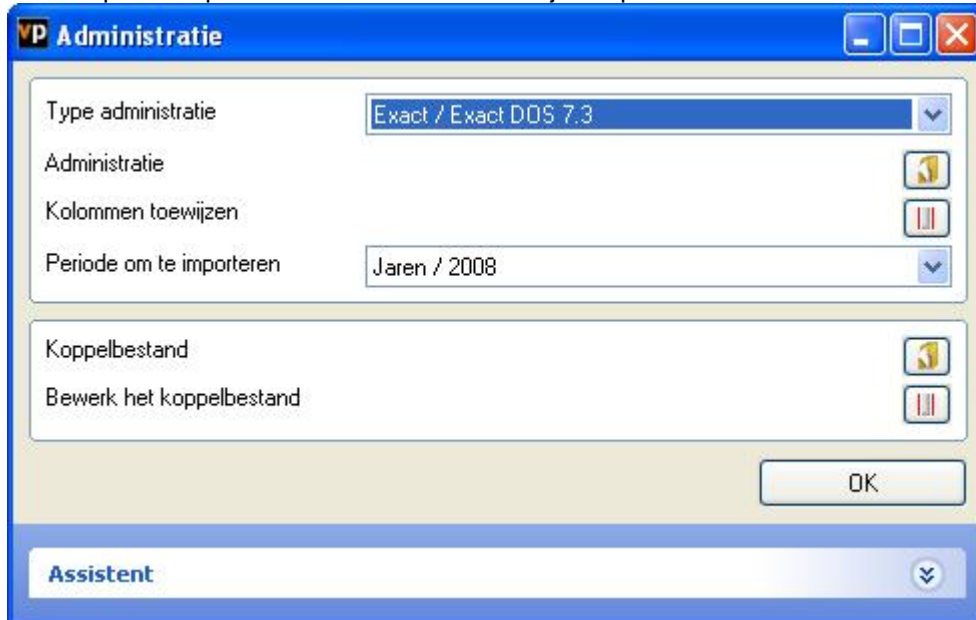 VP Administratie
Type administratie Exact / Exact DOS 7.3
Administratie
Kolommen toewijzen
Periode om te importeren Jaren / 2008
Koppelbestand
Bewerk het koppelbestand
OK
Assistent